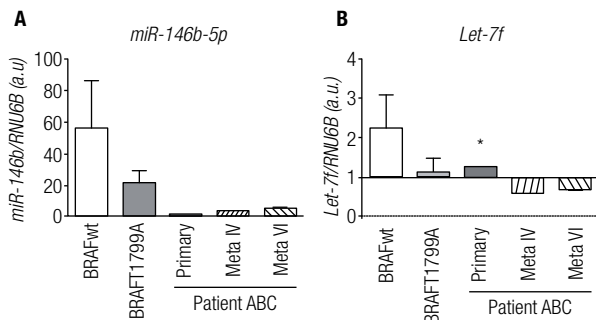 A
miR-146b-5p
miR-146b/RNU6B (a.u)
100
80
60
40
20
0
BRAFwt
BRAFT1799A
Primary
Meta IV
Meta VI
Patient ABC
B
Let-7f
Let-7f/RNU6B (a.u.)
4
3
2
1
0
*
BRAFwt
BRAFT1799A
Primary
Meta IV
Meta VI
Patient ABC